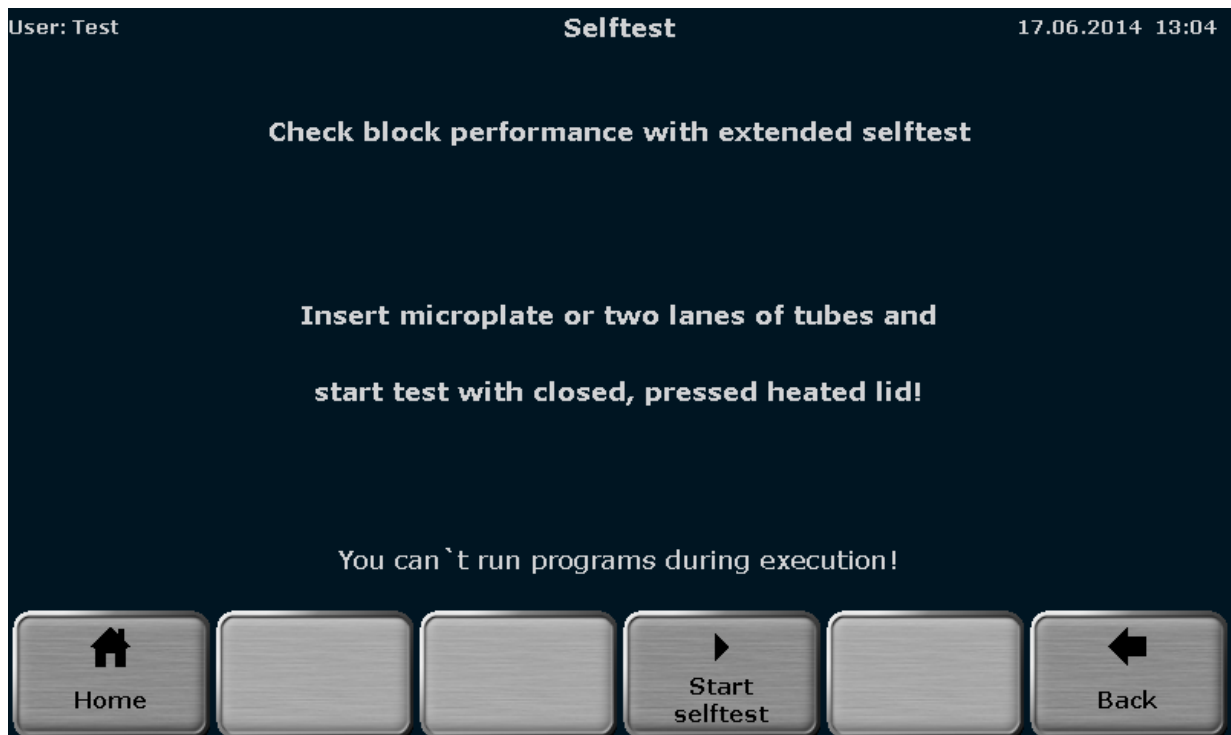 User: Test Selftest 17.06.2014 13:04
Check block performance with extended selftest
Insert microplate or two lanes of tubes and
start test with closed, pressed heated lid!
You can`t run programs during execution!
Home
Start
selftest
Back